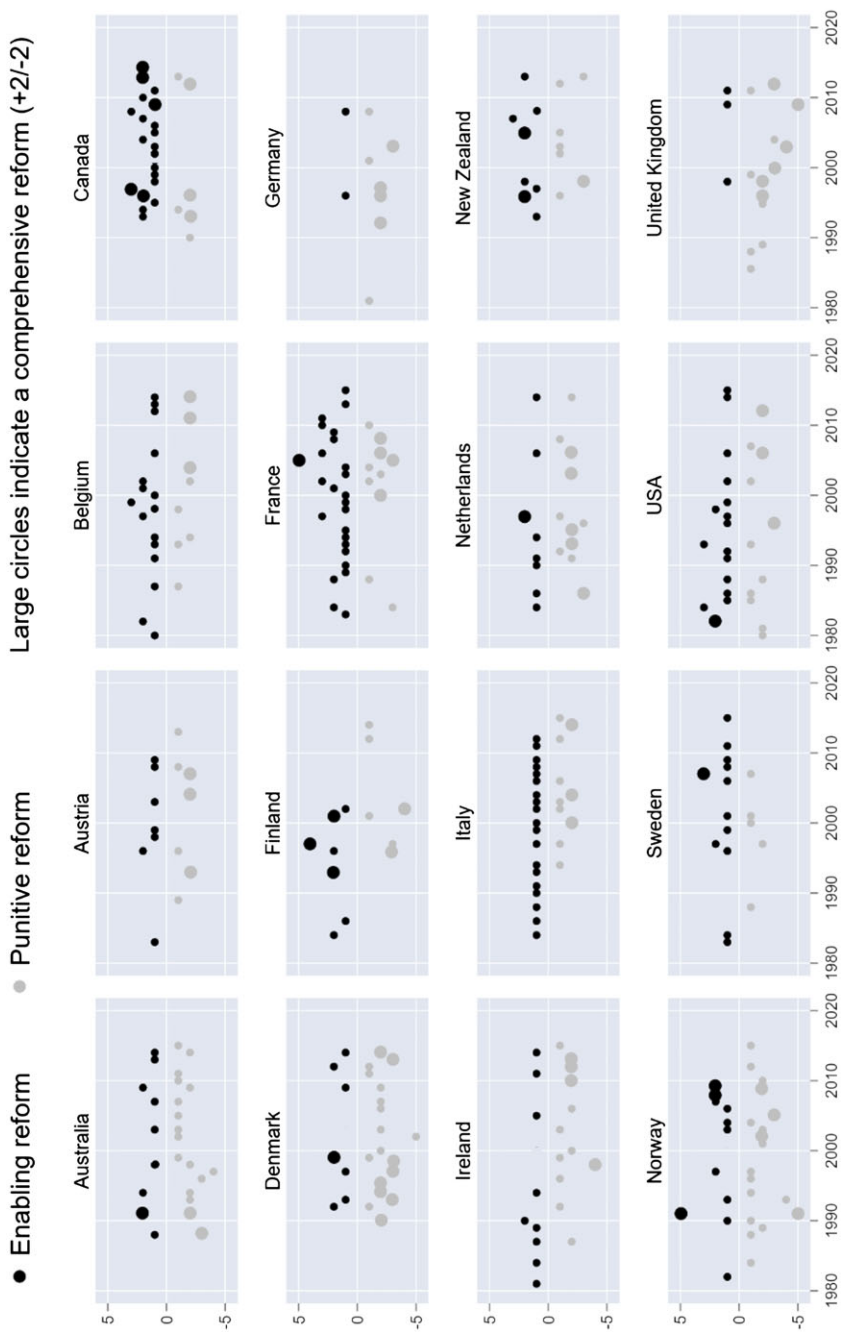 ● Enabling reform ● Punitive reform Large circles indicate a comprehensive reform (+2/-2)
Australia Austria Belgium Canada
5
0
-5
Denmark Finland France Germany
5
0
-5
Ireland Italy Netherlands New Zealand
5
0
-5
Norway Sweden USA United Kingdom
5
0
-5
1980 1990 2000 2010 2020 1980 1990 2000 2010 2020 1980 1990 2000 2010 2020 1980 1990 2000 2010 2020